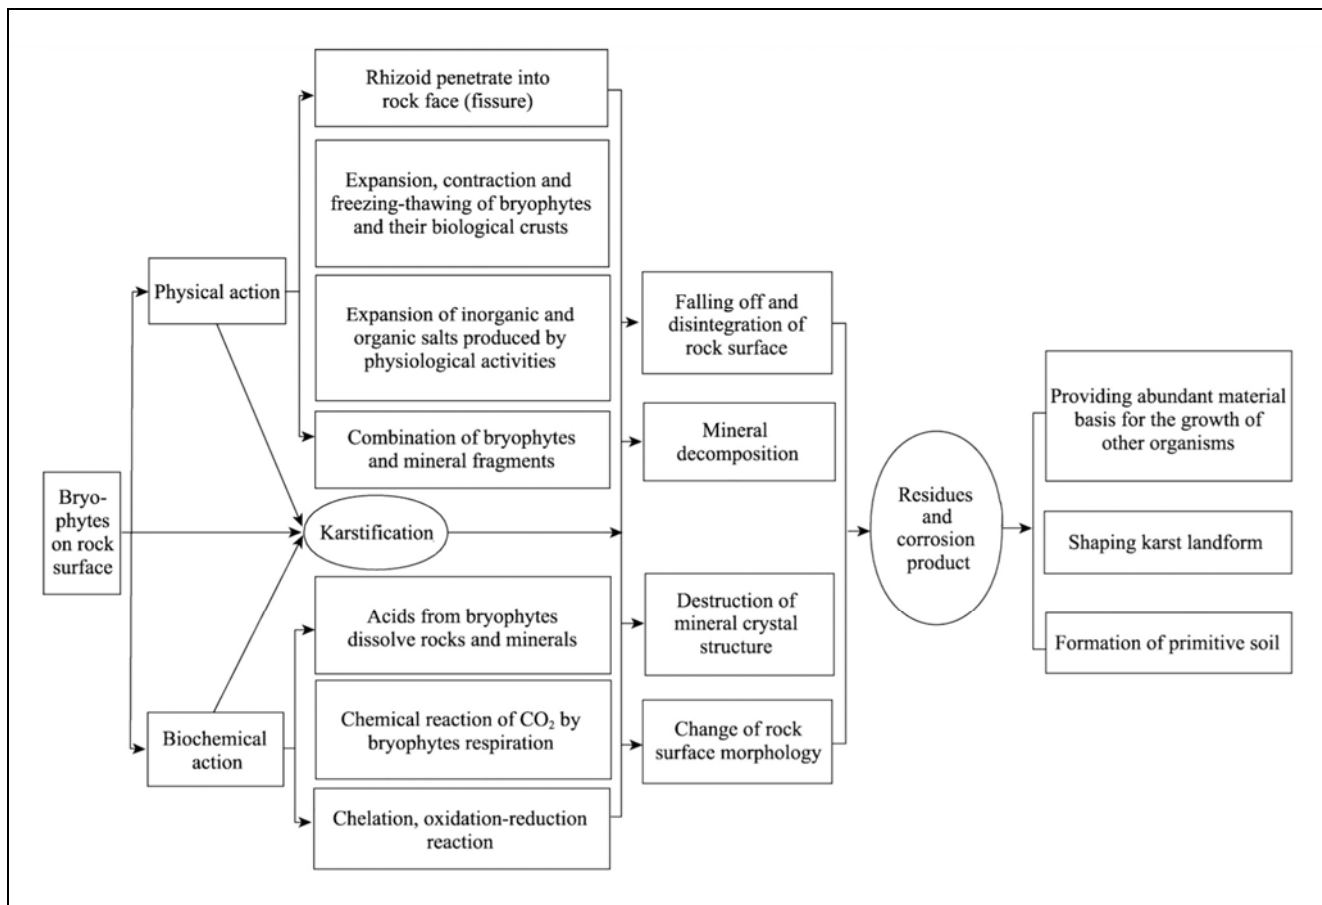 Rhizoid penetrate into
rock face (fissure)
Expansion, contraction and
freezing-thawing of bryophytes
and their biological crusts
Physical action
Expansion of inorganic and
organic salts produced by
physiological activities
Falling off and
disintegration of
rock surface
Providing abundant material
basis for the growth of
other organisms
Combination of bryophytes
and mineral fragments
Mineral
decomposition
Bryo-
phytes
on rock
surface
Karstification
Residues
and
corrosion
product
Shaping karst landform
Acids from bryophytes
dissolve rocks and minerals
Destruction of
mineral crystal
structure
Formation of primitive soil
Biochemical
action
Chemical reaction of CO₂ by
bryophytes respiration
Change of rock
surface morphology
Chelation, oxidation-reduction
reaction